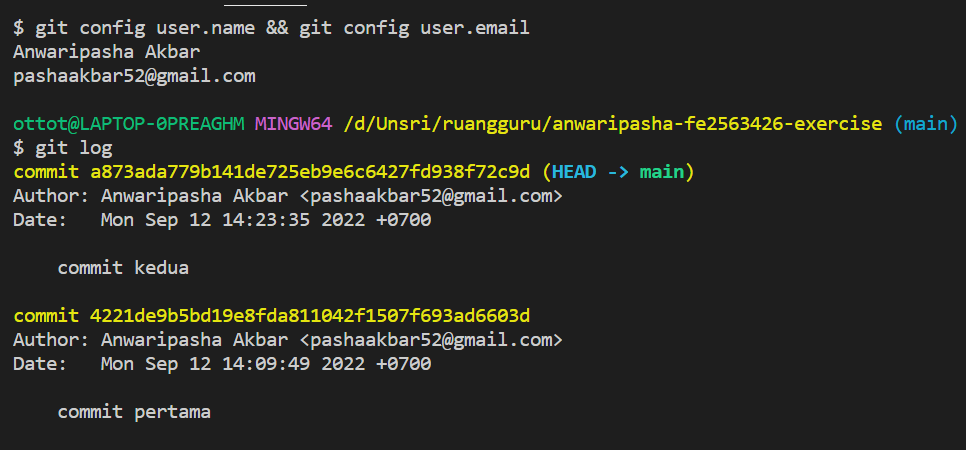 $ git config user.name && git config user.email
Anwaripasha Akbar
pashaakbar52@gmail.com
ottot@LAPTOP-0PREAGHM MINGW64 /d/Unsri/ruangguru/anwaripasha-fe2563426-exercise (main)
$ git log
commit a873ada779b141de725eb9e6c6427fd938f72c9d (HEAD -> main)
Author: Anwaripasha Akbar <pashaakbar52@gmail.com>
Date:   Mon Sep 12 14:23:35 2022 +0700
commit kedua
commit 4221de9b5bd19e8fda811042f1507f693ad6603d
Author: Anwaripasha Akbar <pashaakbar52@gmail.com>
Date:   Mon Sep 12 14:09:49 2022 +0700
commit pertama